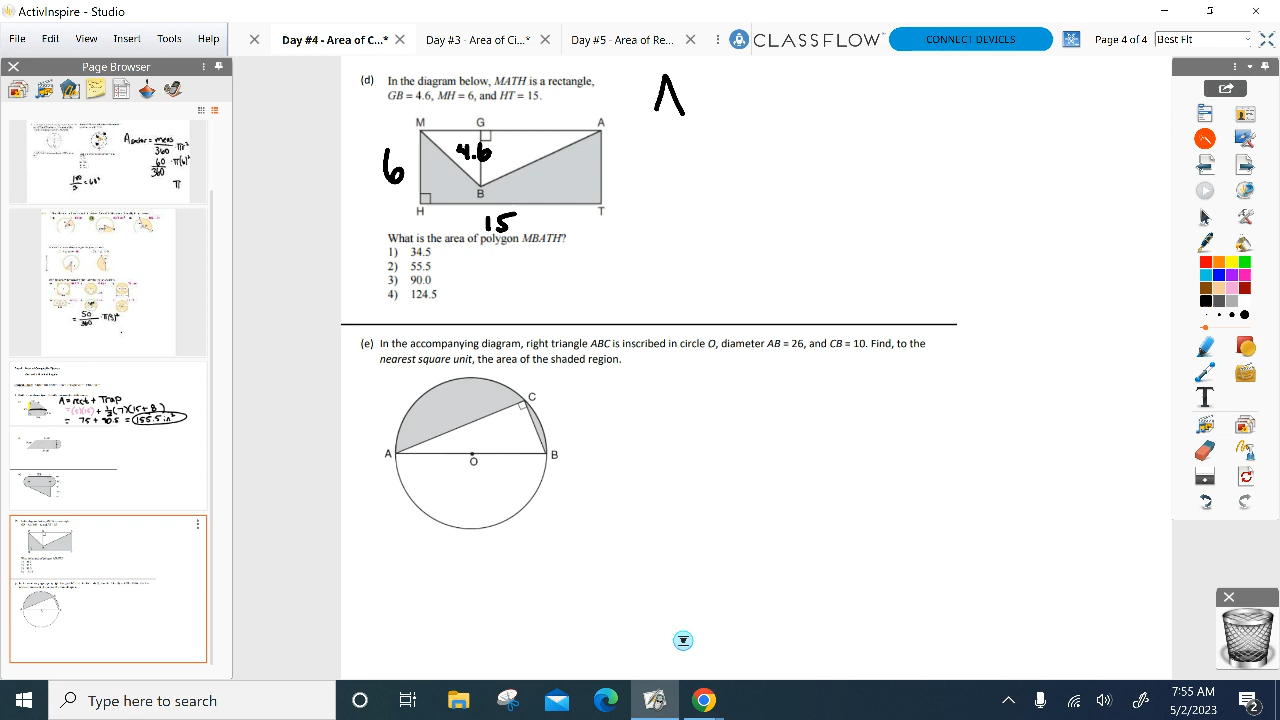 ActivInspire - Studio
File Edit View Insert Tools Help
Day #4 - Area of C...*
Day #3 - Area of Ci...*
Day #5 - Area of Re...
CLASSFLOW
CONNECT DEVICES
Page 4 of 4
Best Fit
Page Browser
(d) In the diagram below, MATH is a rectangle,
GB = 4.6, MH = 6, and HT = 15.
M G A
6
4.6
B
H T
15
What is the area of polygon MBATH?
1) 34.5
2) 55.5
3) 90.0
4) 124.5
(e) In the accompanying diagram, right triangle ABC is inscribed in circle O, diameter AB = 26, and CB = 10. Find, to the
nearest square unit, the area of the shaded region.
C
A B
O
Type here to search
7:55 AM
5/2/2023
2